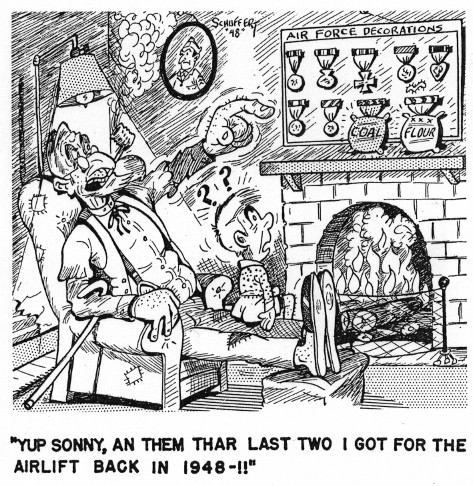 SCHUFFERT
"48"
AIR FORCE DECORATIONS
COAL
XXX
FLOUR
? ?
"YUP SONNY, AN THEM THAR LAST TWO I GOT FOR THE
AIRLIFT BACK IN 1948-!!"